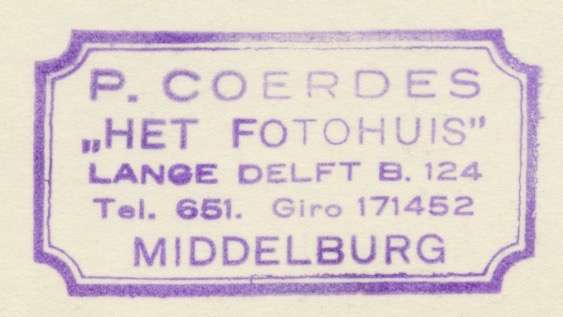 P. COERDES
„HET FOTOHUIS”
LANGE DELFT B. 124
Tel. 651. Giro 171452
MIDDELBURG